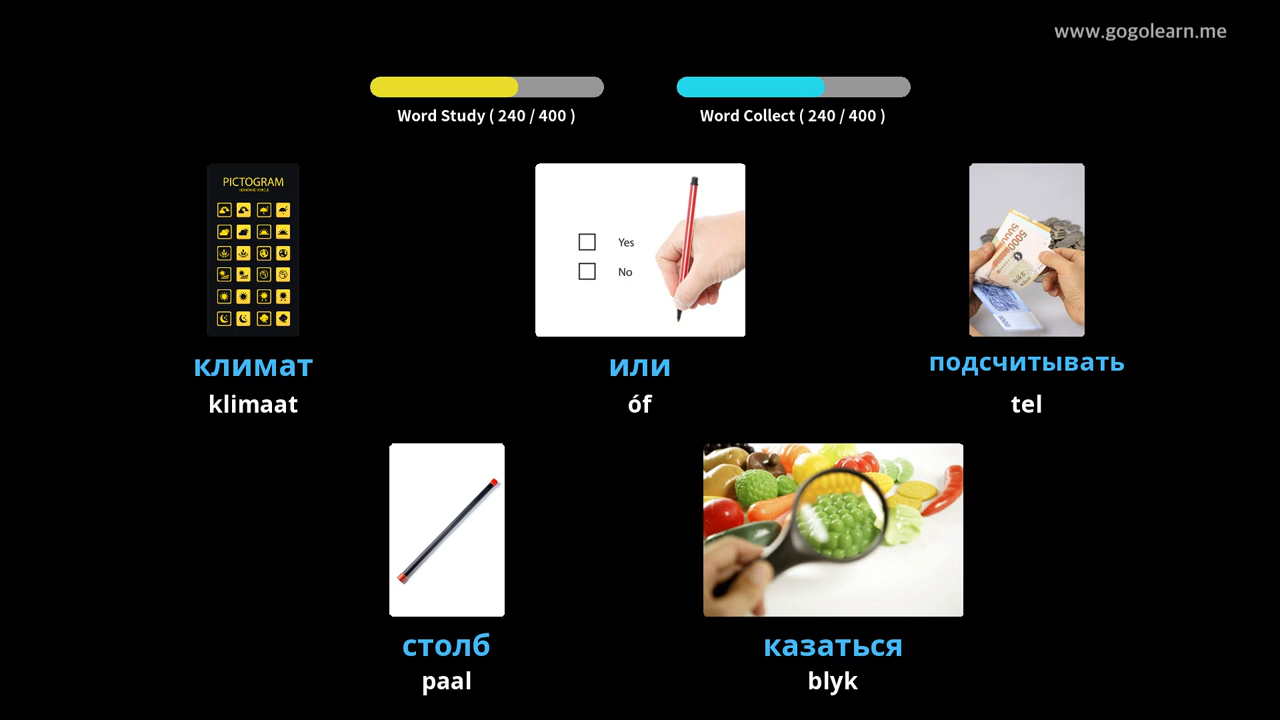 www.gogolearn.me
Word Study ( 240 / 400 )
Word Collect ( 240 / 400 )
PICTOGRAM
Yes
No
50000
климат
или
подсчитывать
klimaat
óf
tel
столб
казаться
paal
blyk